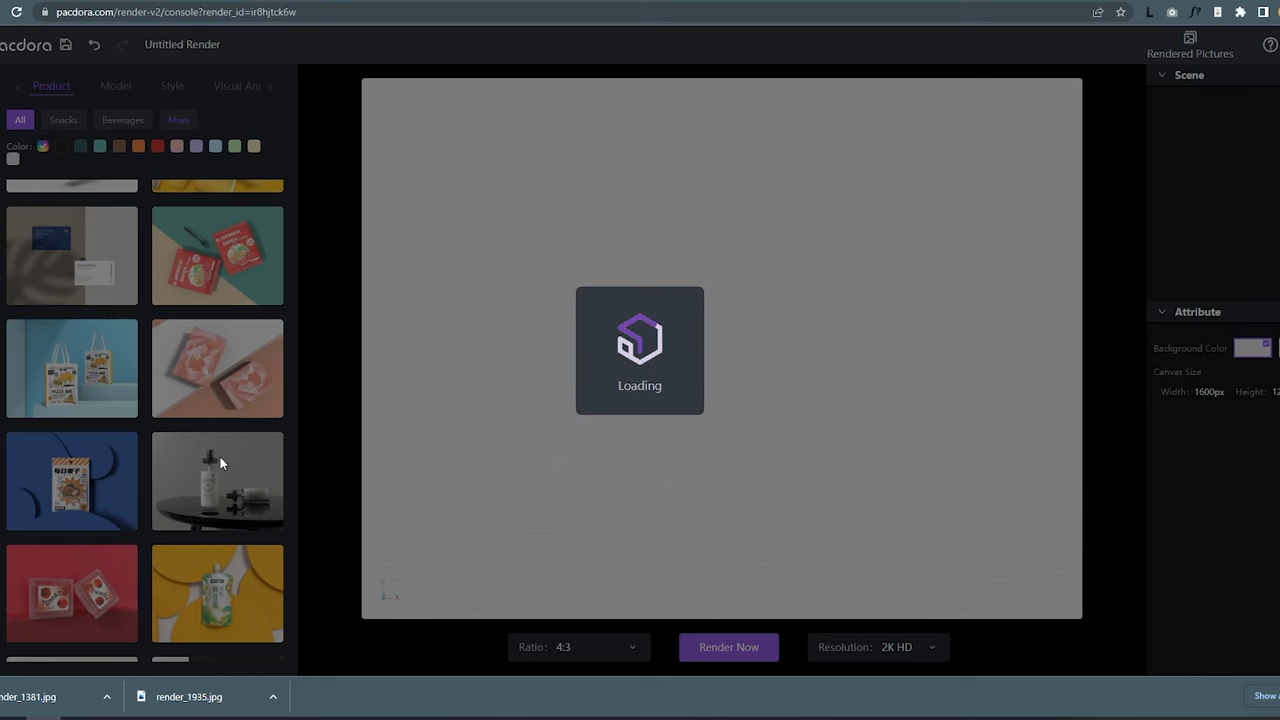 pacdora.com/render-v2/console?render_id=ir8hjtck6w
acdora
Untitled Render
Rendered Pictures
Product Model Style Visual Ang
All Snacks Beverages More
Color:
Loading
Scene
Attribute
Background Color
Canvas Size
Width: 1600px Height: 12
Ratio: 4:3
Render Now
Resolution: 2K HD
nder_1381.jpg
render_1935.jpg
Show a